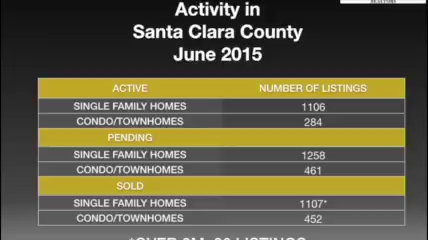 Activity in
Santa Clara County
June 2015
ACTIVE NUMBER OF LISTINGS
SINGLE FAMILY HOMES 1106
CONDO/TOWNHOMES 284
PENDING
SINGLE FAMILY HOMES 1258
CONDO/TOWNHOMES 461
SOLD
SINGLE FAMILY HOMES 1107*
CONDO/TOWNHOMES 452